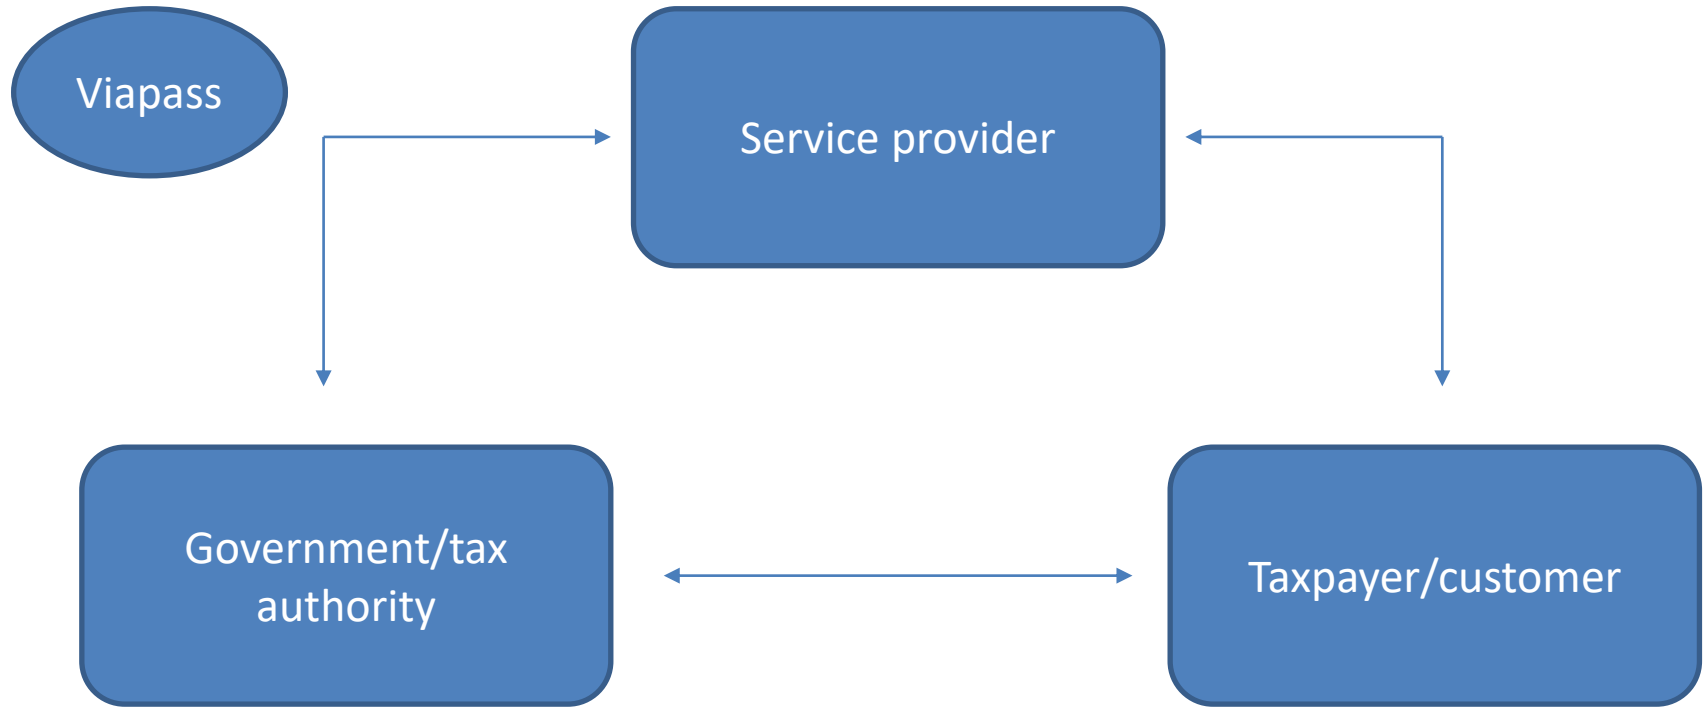 Viapass
Service provider
Government/tax
authority
Taxpayer/customer